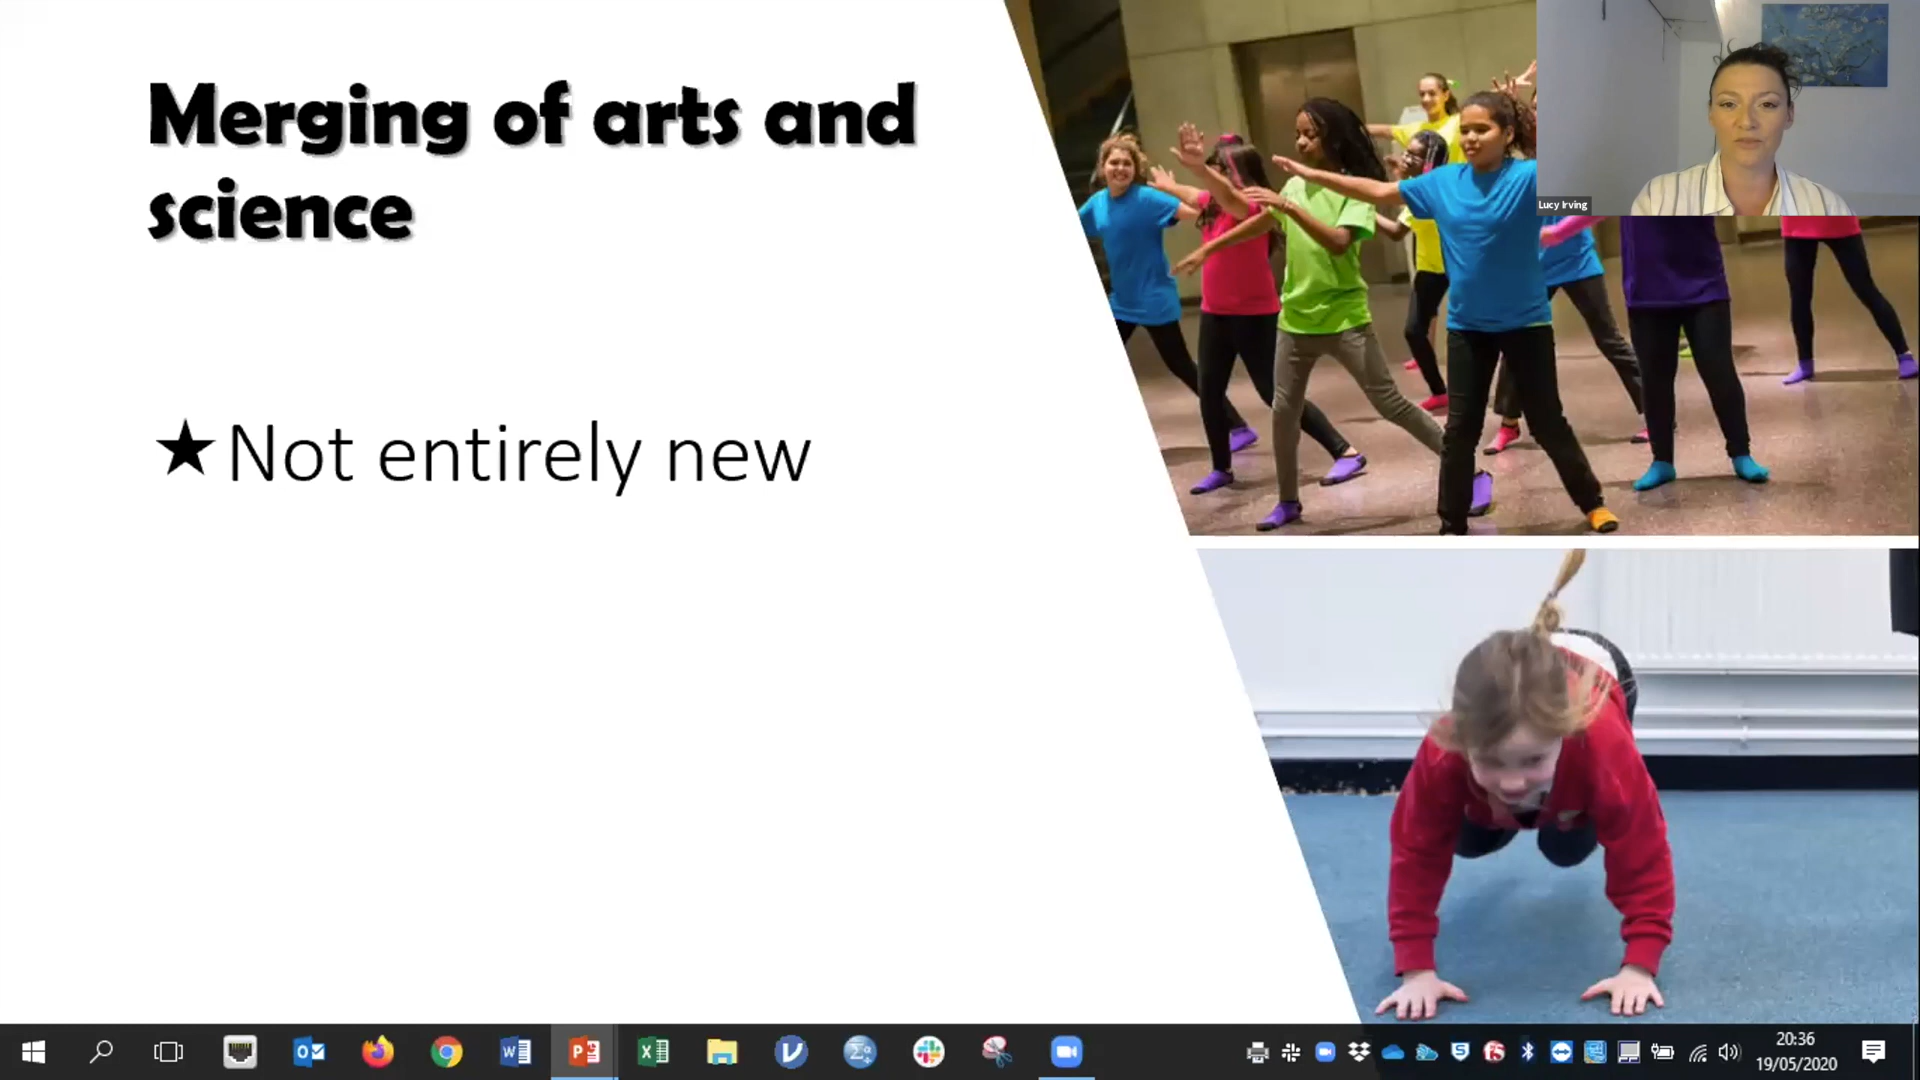 Merging of arts and
science
★Not entirely new
Lucy Irving
20:36
19/05/2020